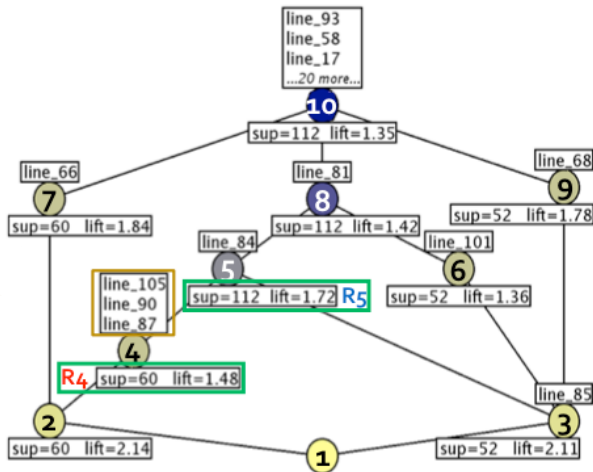 line_93
line_58
line_17
...20 more...
10
sup=112 lift=1.35
line_66
line_81
line_68
7
8
9
sup=60 lift=1.84
sup=112 lift=1.42
sup=52 lift=1.78
line_84
line_101
5
6
line_105
line_90
line_87
sup=112 lift=1.72 R5
sup=52 lift=1.36
4
R4 sup=60 lift=1.48
line_85
2
3
sup=60 lift=2.14
1
sup=52 lift=2.11